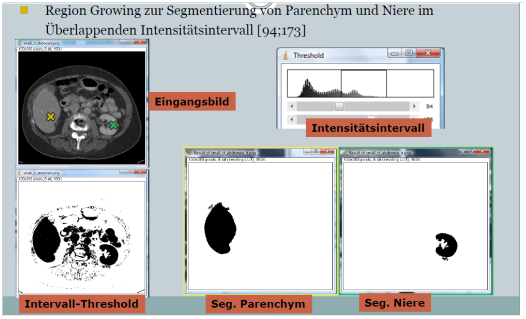 Region Growing zur Segmentierung von Parenchym und Niere im
Überlappenden Intensitätsintervall [94;173]
Eingangsbild
Threshold
94
Intensitätsintervall
Intervall-Threshold
Seg. Parenchym
Seg. Niere